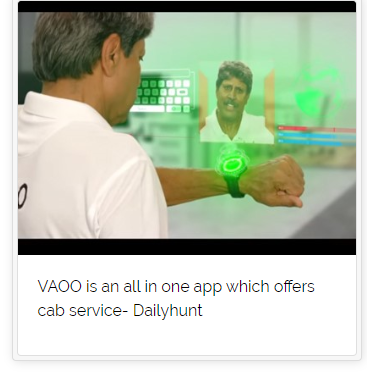 VAOO is an all in one app which offers
cab service- Dailyhunt